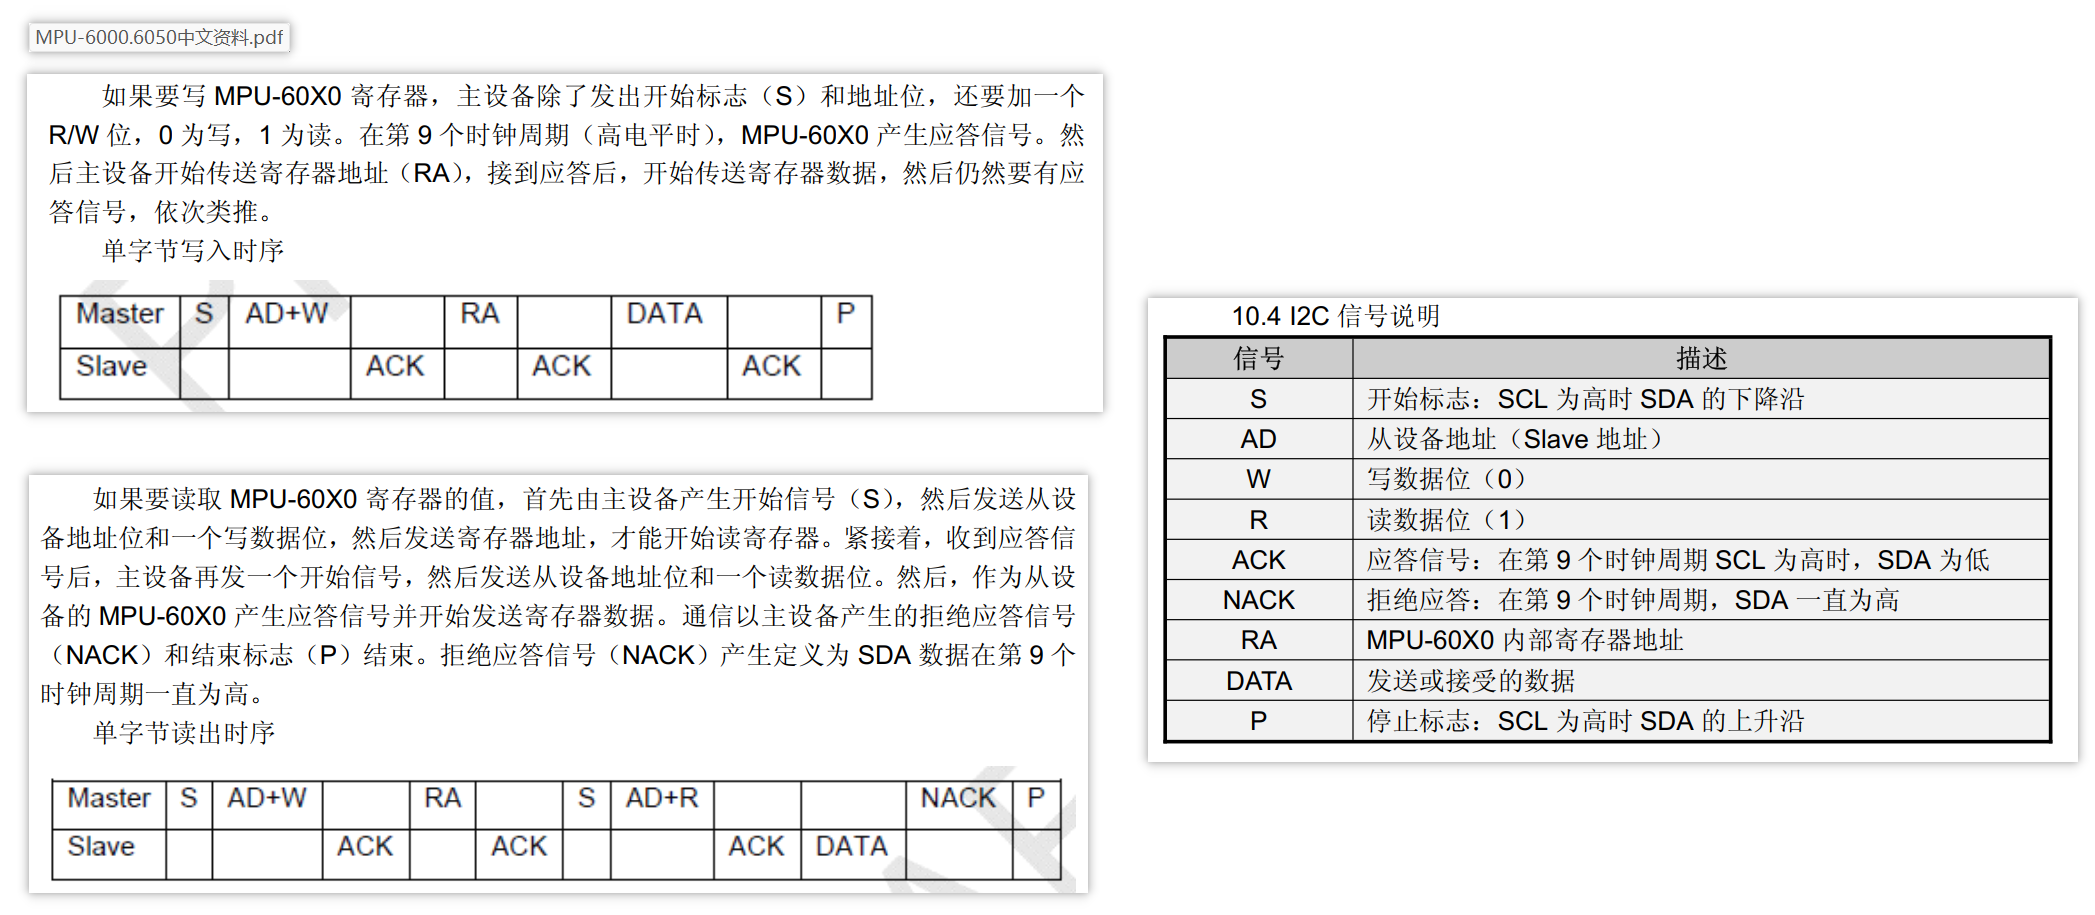 MPU-6000.6050中文资料.pdf
如果要写 MPU-60X0 寄存器，主设备除了发出开始标志（S）和地址位，还要加一个
R/W 位，0 为写，1 为读。在第 9 个时钟周期（高电平时），MPU-60X0 产生应答信号。然
后主设备开始传送寄存器地址（RA），接到应答后，开始传送寄存器数据，然后仍然要有应
答信号，依次类推。
单字节写入时序
Master S AD+W RA DATA P
Slave ACK ACK ACK
如果要读取 MPU-60X0 寄存器的值，首先由主设备产生开始信号（S），然后发送从设
备地址位和一个写数据位，然后发送寄存器地址，才能开始读寄存器。紧接着，收到应答信
号后，主设备再发一个开始信号，然后发送从设备地址位和一个读数据位。然后，作为从设
备的 MPU-60X0 产生应答信号并开始发送寄存器数据。通信以主设备产生的拒绝应答信号
（NACK）和结束标志（P）结束。拒绝应答信号（NACK）产生定义为 SDA 数据在第 9 个
时钟周期一直为高。
单字节读出时序
Master S AD+W RA S AD+R NACK P
Slave ACK ACK ACK DATA
10.4 I2C 信号说明
信号 描述
S 开始标志：SCL 为高时 SDA 的下降沿
AD 从设备地址（Slave 地址）
W 写数据位（0）
R 读数据位（1）
ACK 应答信号：在第 9 个时钟周期 SCL 为高时，SDA 为低
NACK 拒绝应答：在第 9 个时钟周期，SDA 一直为高
RA MPU-60X0 内部寄存器地址
DATA 发送或接受的数据
P 停止标志：SCL 为高时 SDA 的上升沿